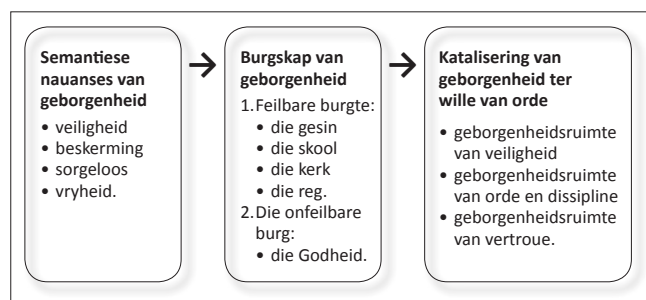 Semantiese
nauanses van
geborgenheid
• veiligheid
• beskerming
• sorgeloos
• vryheid.
Burgskap van
geborgenheid
1. Feilbare burgte:
• die gesin
• die skool
• die kerk
• die reg.
2. Die onfeilbare
burg:
• die Godheid.
Katalisering van
geborgenheid ter
wille van orde
• geborgenheidsruimte
van veiligheid
• geborgenheidsruimte
van orde en dissipline
• geborgenheidsruimte
van vertroue.